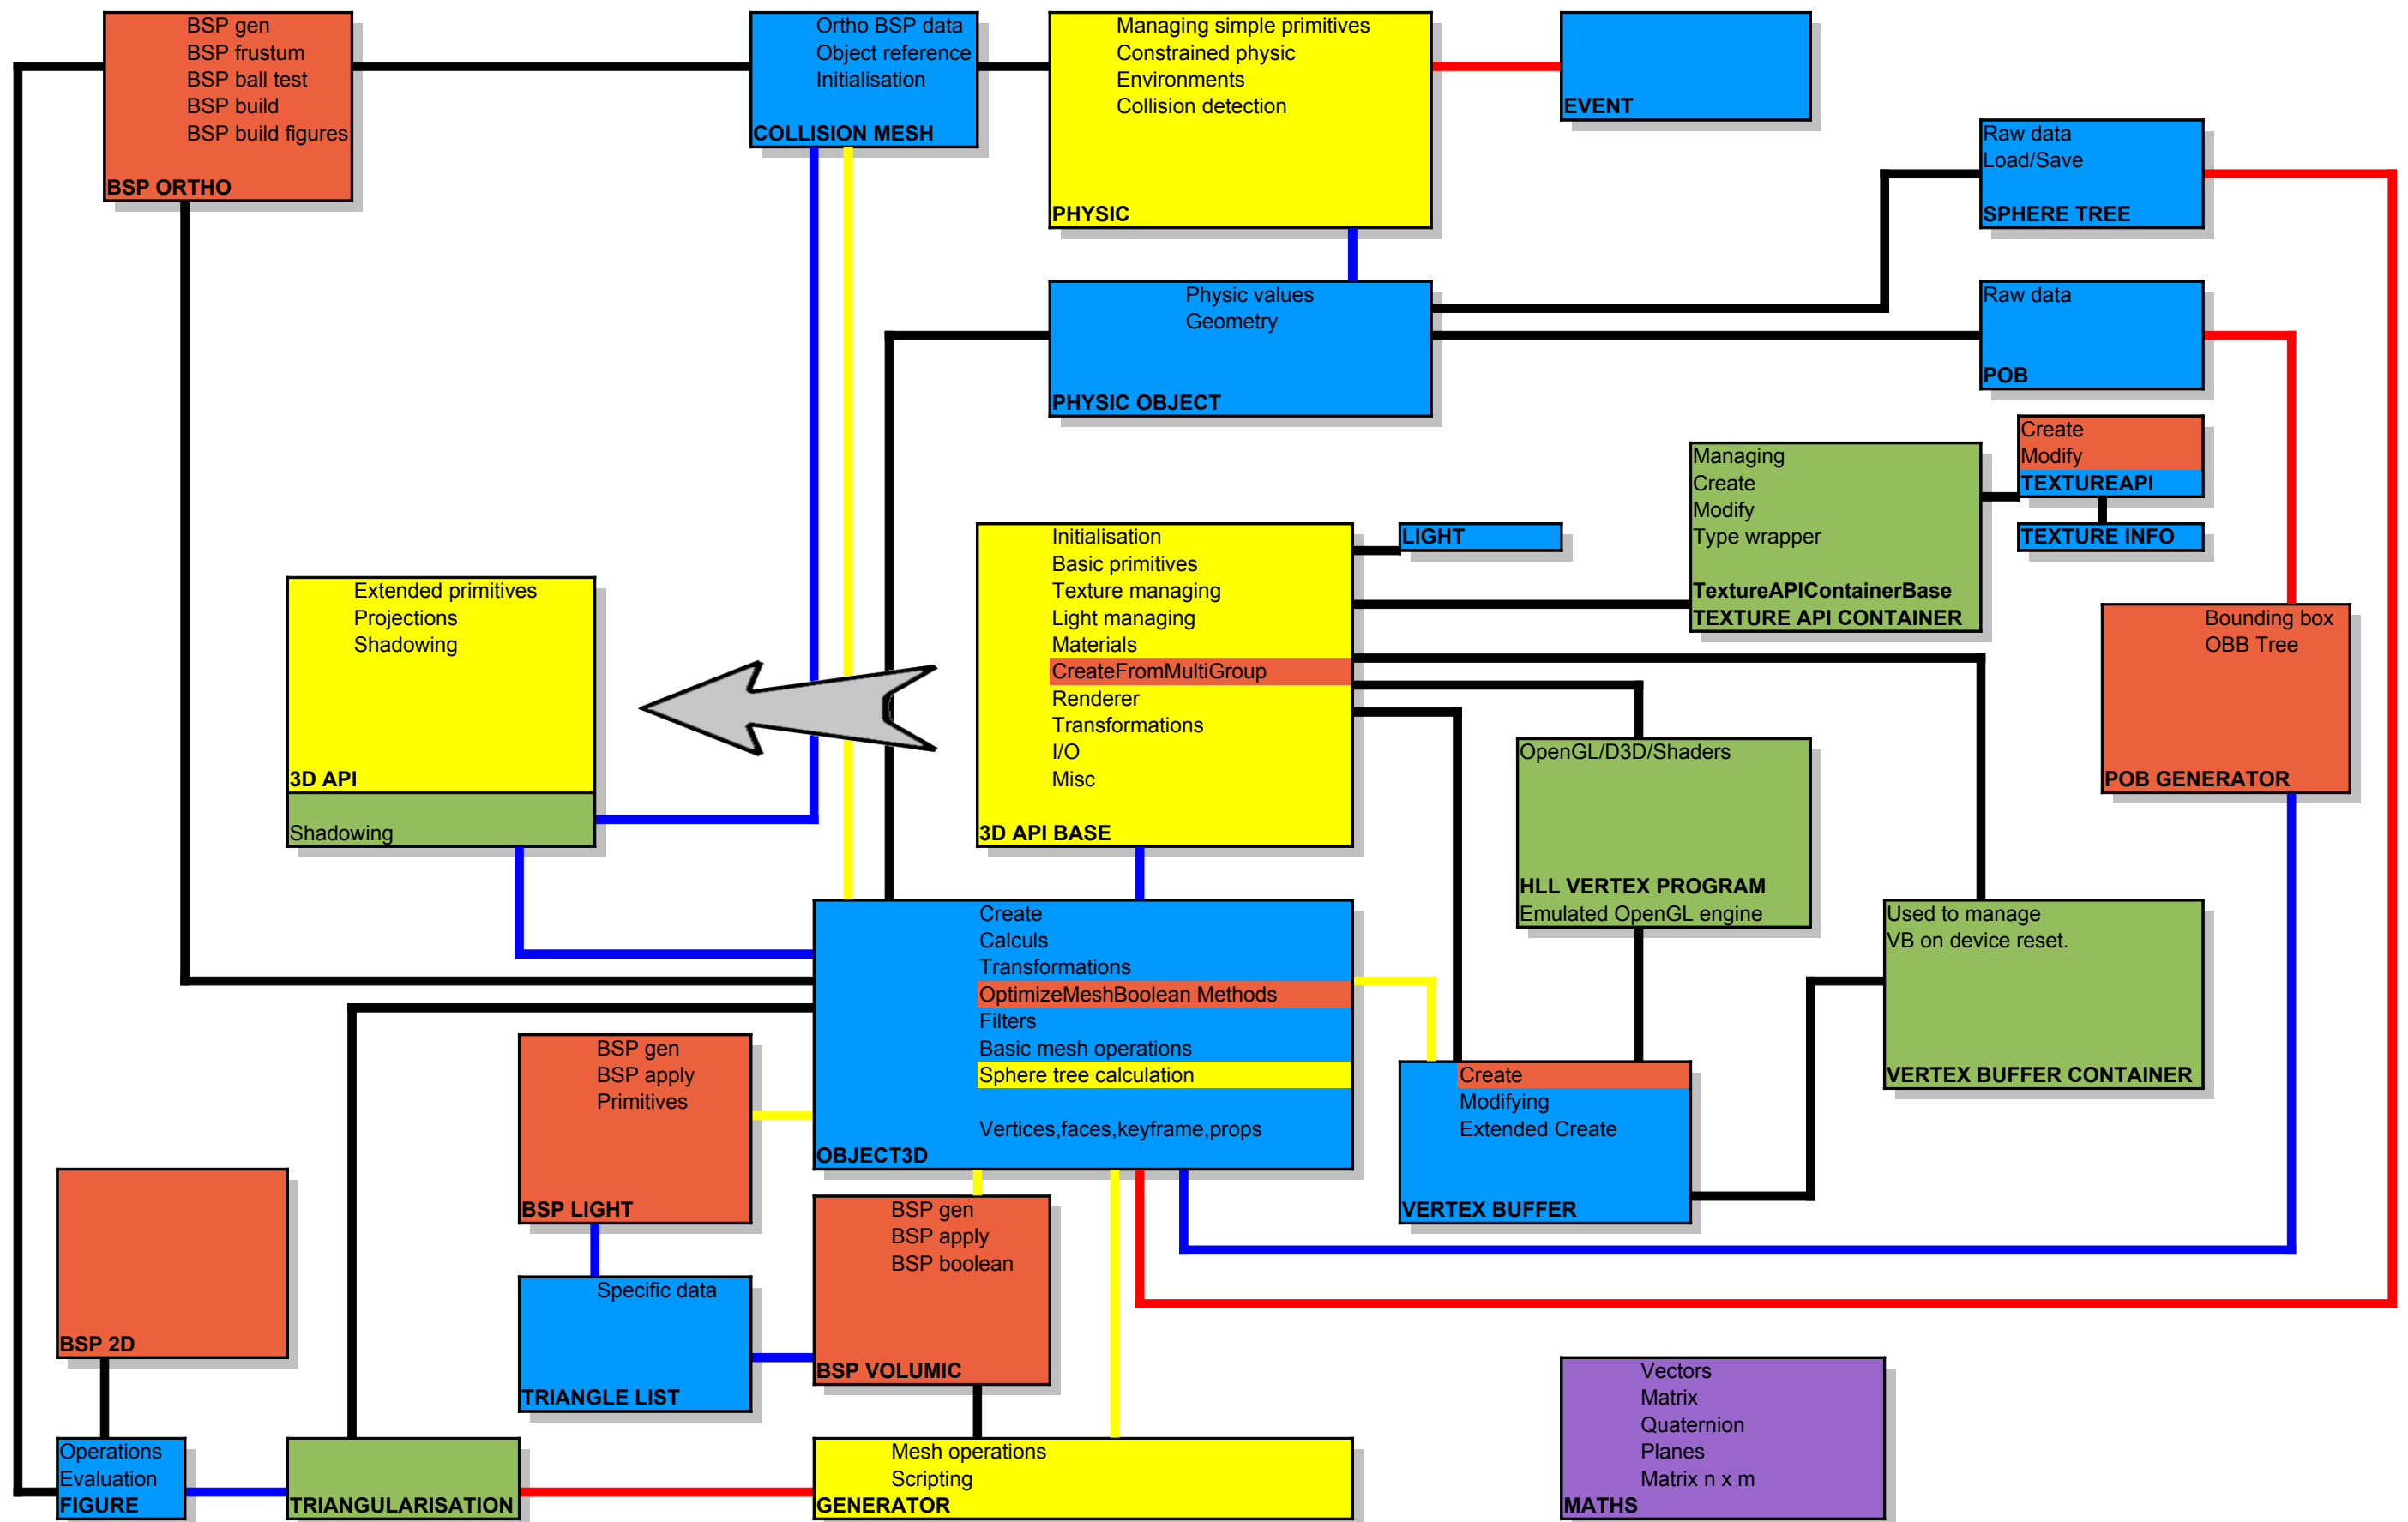 BSP gen
BSP frustum
BSP ball test
BSP build
BSP build figures
BSP ORTHO
Ortho BSP data
Object reference
Initialisation
COLLISION MESH
Managing simple primitives
Constrained physic
Environments
Collision detection
PHYSIC
EVENT
Raw data
Load/Save
SPHERE TREE
Physic values
Geometry
PHYSIC OBJECT
Raw data
POB
Create
Modify
TEXTUREAPI
TEXTURE INFO
Managing
Create
Modify
Type wrapper
TextureAPIContainerBase
TEXTURE API CONTAINER
LIGHT
Initialisation
Basic primitives
Texture managing
Light managing
Materials
CreateFromMultiGroup
Renderer
Transformations
I/O
Misc
3D API BASE
Extended primitives
Projections
Shadowing
3D API
Shadowing
Bounding box
OBB Tree
POB GENERATOR
OpenGL/D3D/Shaders
HLL VERTEX PROGRAM
Emulated OpenGL engine
Used to manage
VB on device reset.
VERTEX BUFFER CONTAINER
Create
Calculs
Transformations
OptimizeMeshBoolean Methods
Filters
Basic mesh operations
Sphere tree calculation
Vertices,faces,keyframe,props
OBJECT3D
BSP gen
BSP apply
Primitives
BSP LIGHT
Create
Modifying
Extended Create
VERTEX BUFFER
BSP 2D
BSP gen
BSP apply
BSP boolean
BSP VOLUMIC
Specific data
TRIANGLE LIST
Vectors
Matrix
Quaternion
Planes
Matrix n x m
MATHS
Operations
Evaluation
FIGURE
TRIANGULARISATION
Mesh operations
Scripting
GENERATOR